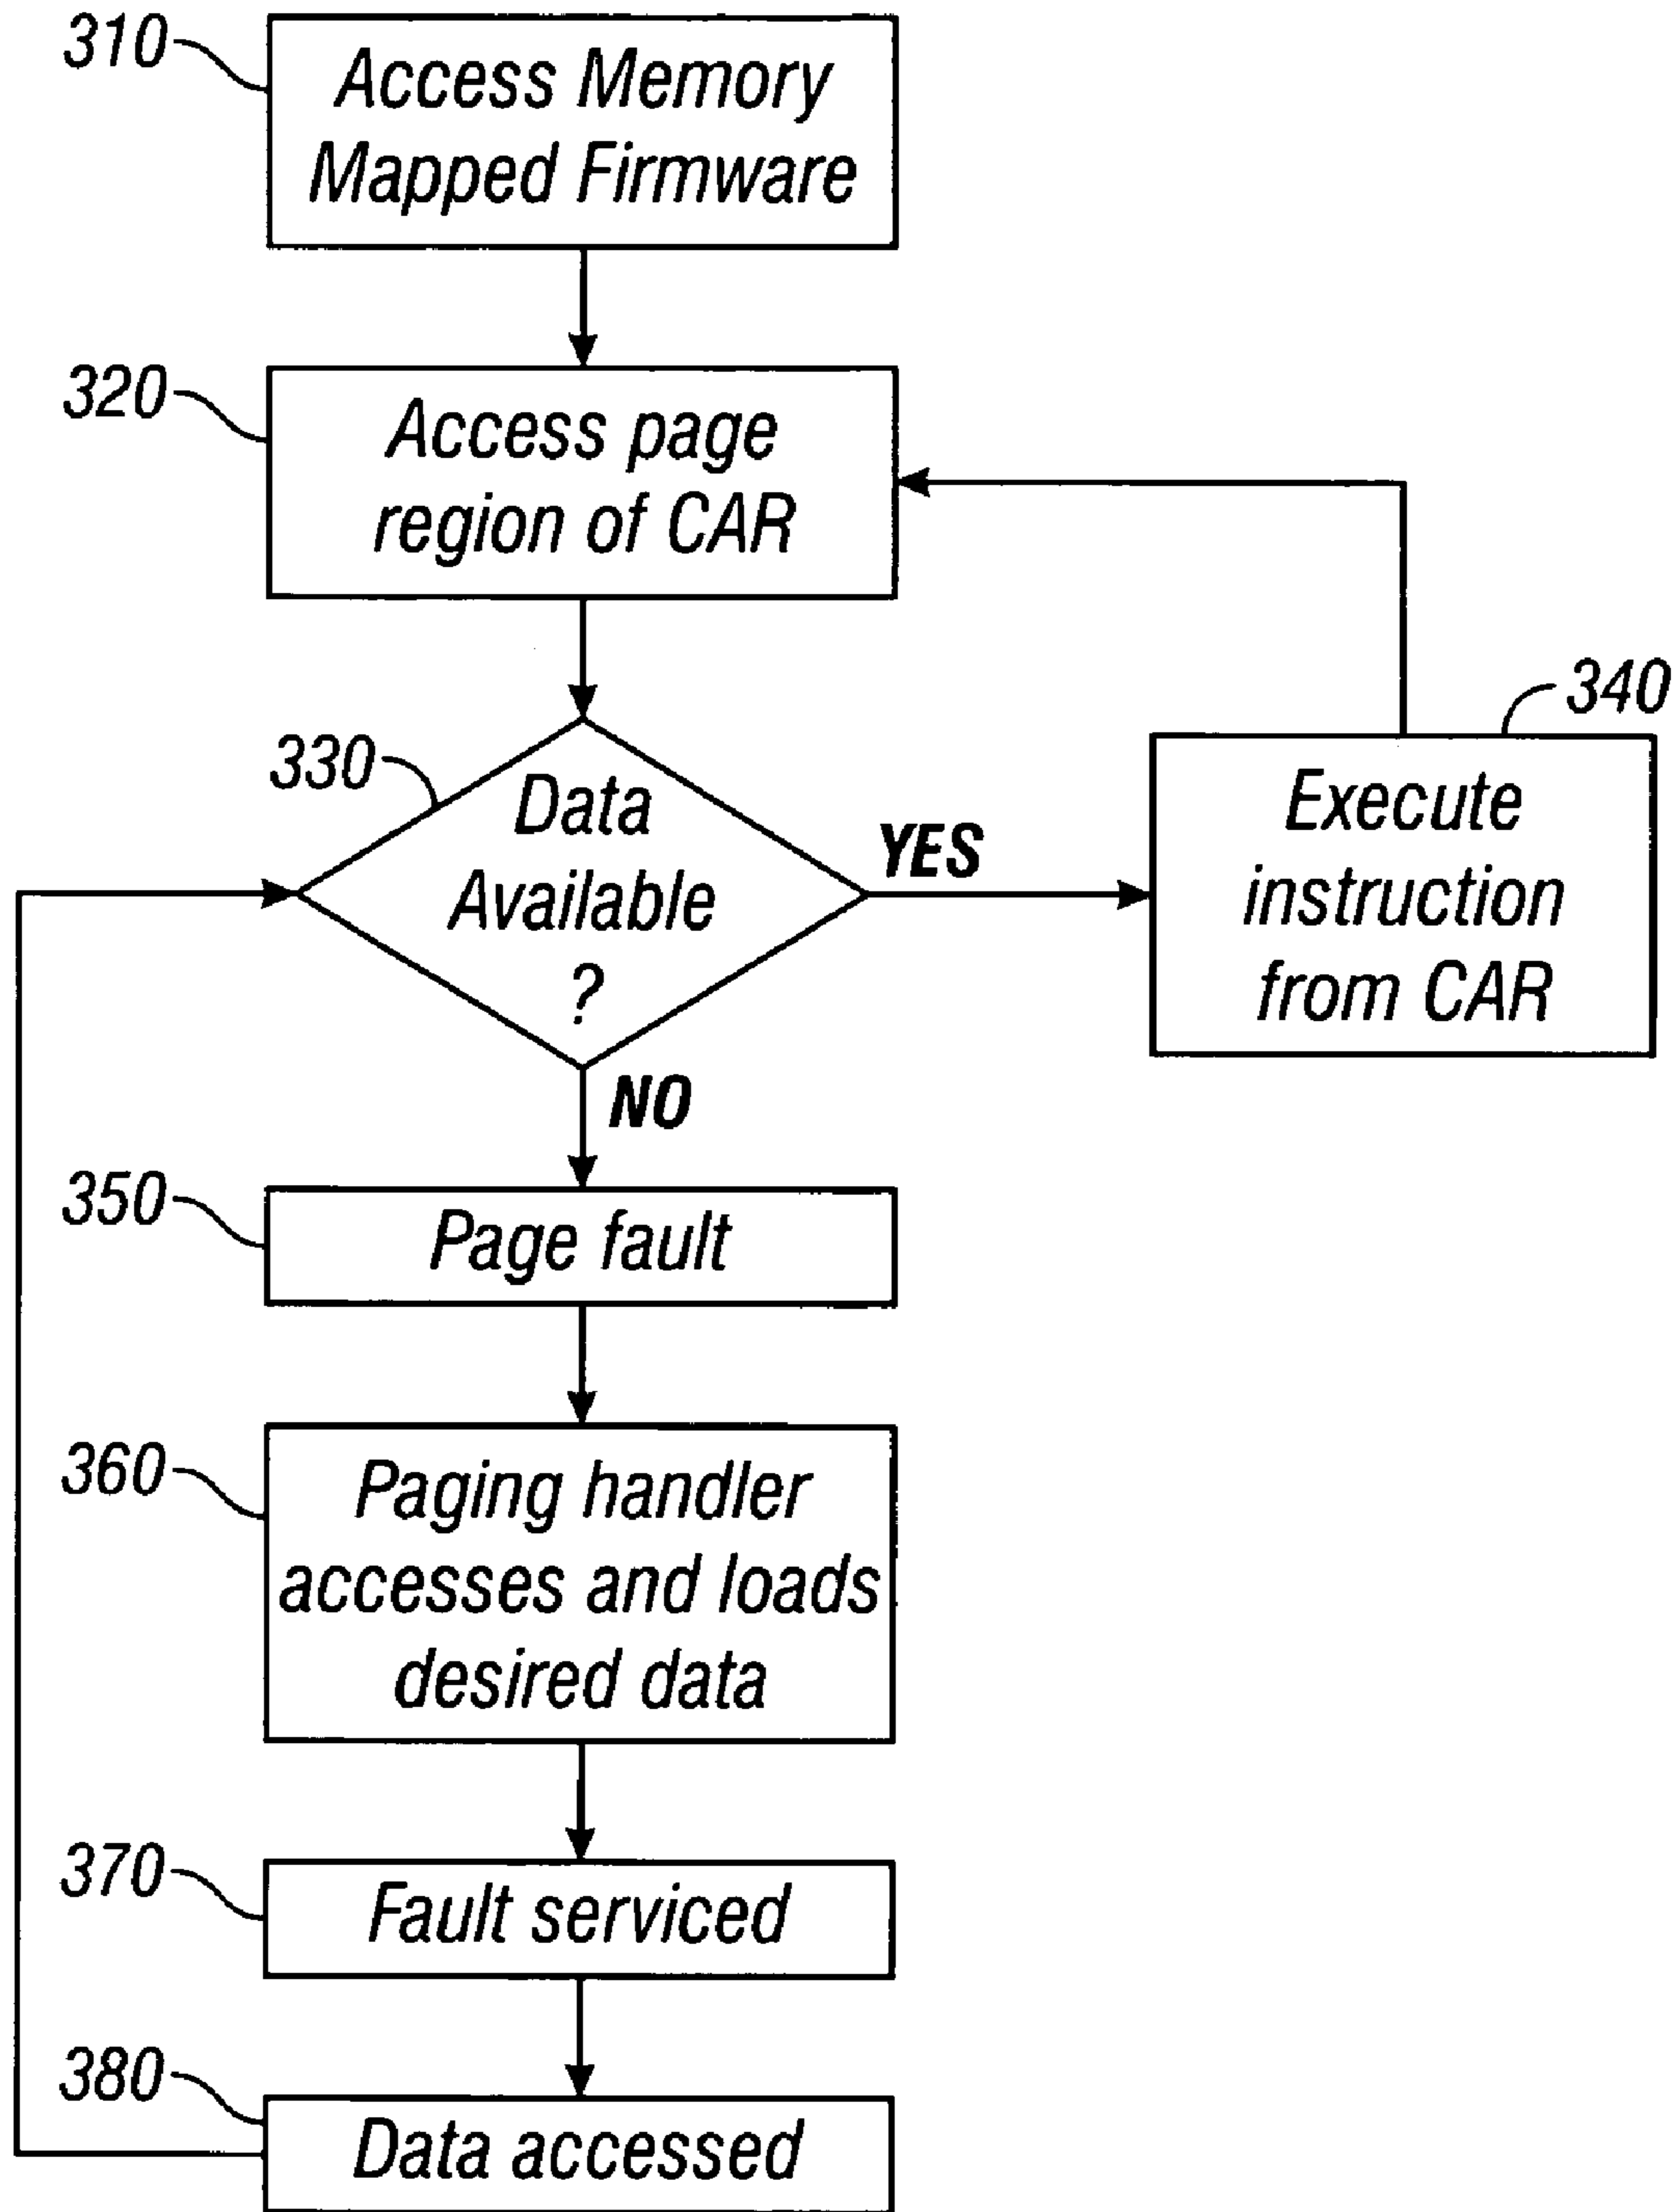 310
Access Memory
Mapped Firmware
320
Access page
region of CAR
330
Data
Available
?
YES
340
Execute
instruction
from CAR
NO
350
Page fault
360
Paging handler
accesses and loads
desired data
370
Fault serviced
380
Data accessed